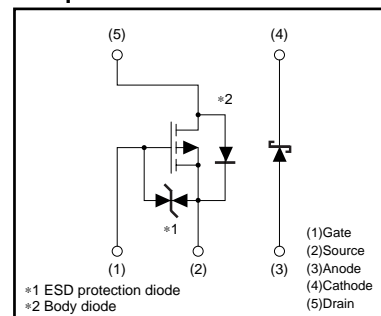 (5) (4)
∗2
∗1
(1) (2) (3)
(1)Gate
(2)Source
(3)Anode
(4)Cathode
(5)Drain
∗1 ESD protection diode
∗2 Body diode